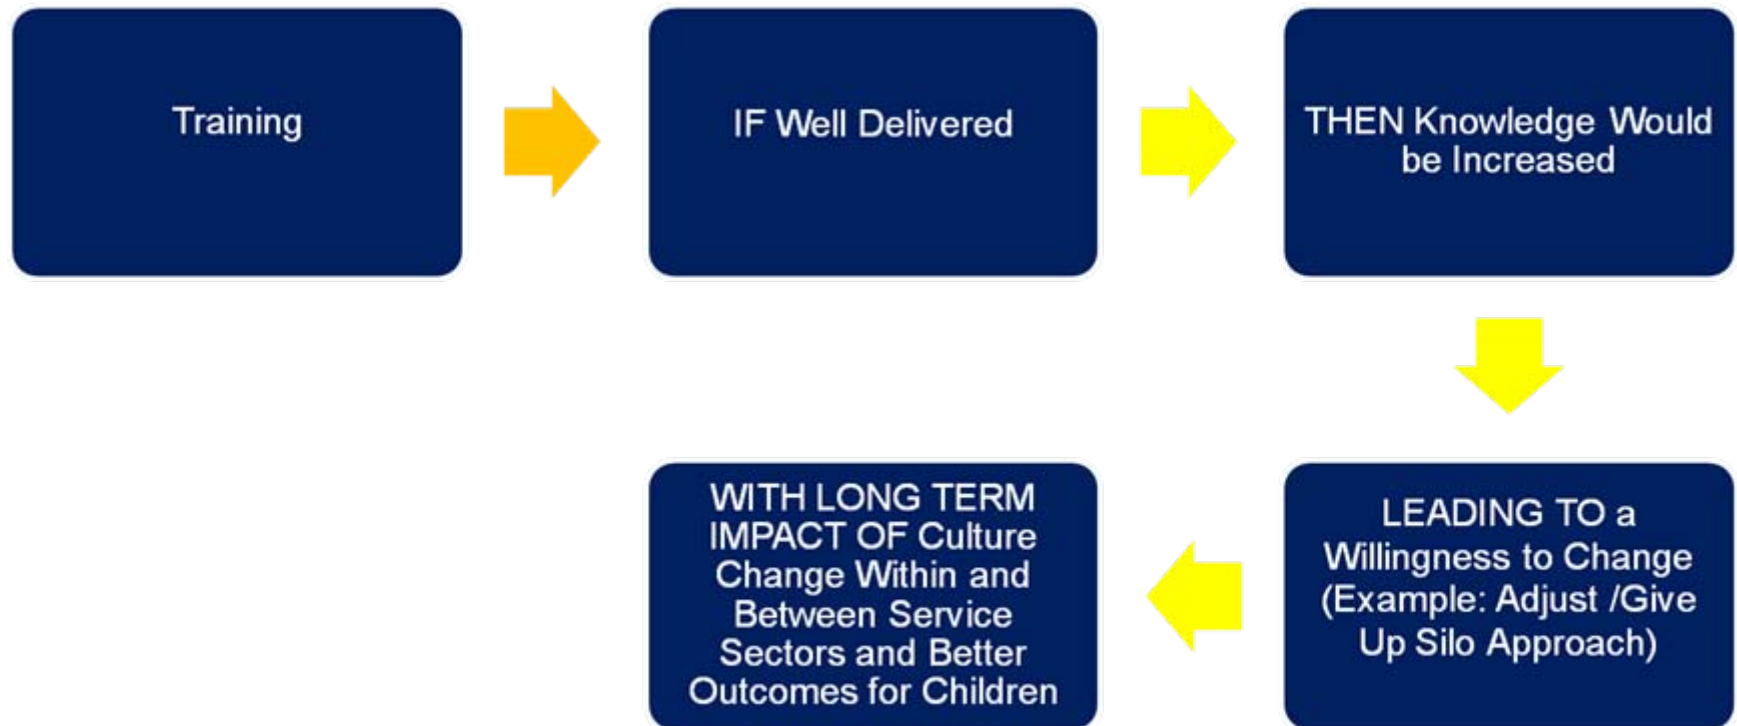 Training
IF Well Delivered
THEN Knowledge Would
be Increased
LEADING TO a
Willingness to Change
(Example: Adjust /Give
Up Silo Approach)
WITH LONG TERM
IMPACT OF Culture
Change Within and
Between Service
Sectors and Better
Outcomes for Children